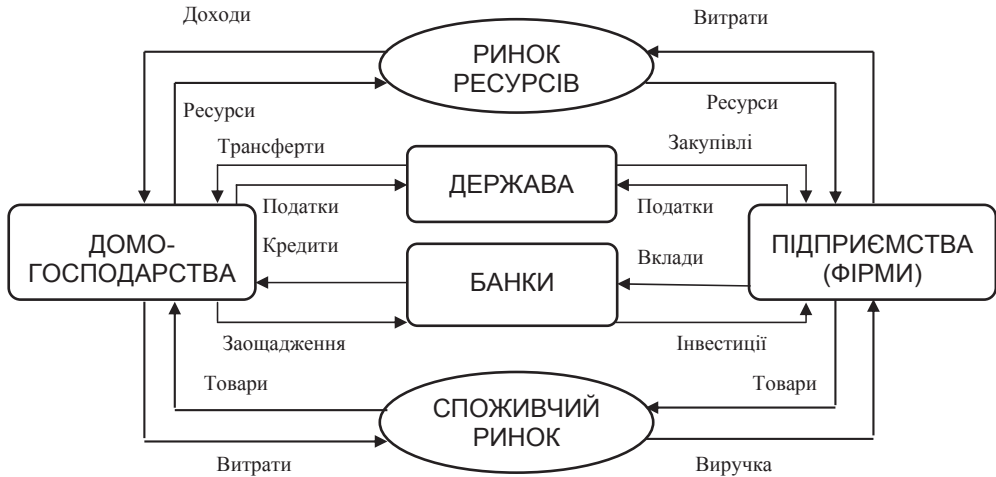 Доходи
Витрати
РИНОК
РЕСУРСІВ
Ресурси
Ресурси
Трансферти
Закупівлі
ДЕРЖАВА
Податки
Податки
ДОМО-
ГОСПОДАРСТВА
Кредити
БАНКИ
Вклади
ПІДПРИЄМСТВА
(ФІРМИ)
Заощадження
Інвестиції
Товари
Товари
СПОЖИВЧИЙ
РИНОК
Витрати
Виручка